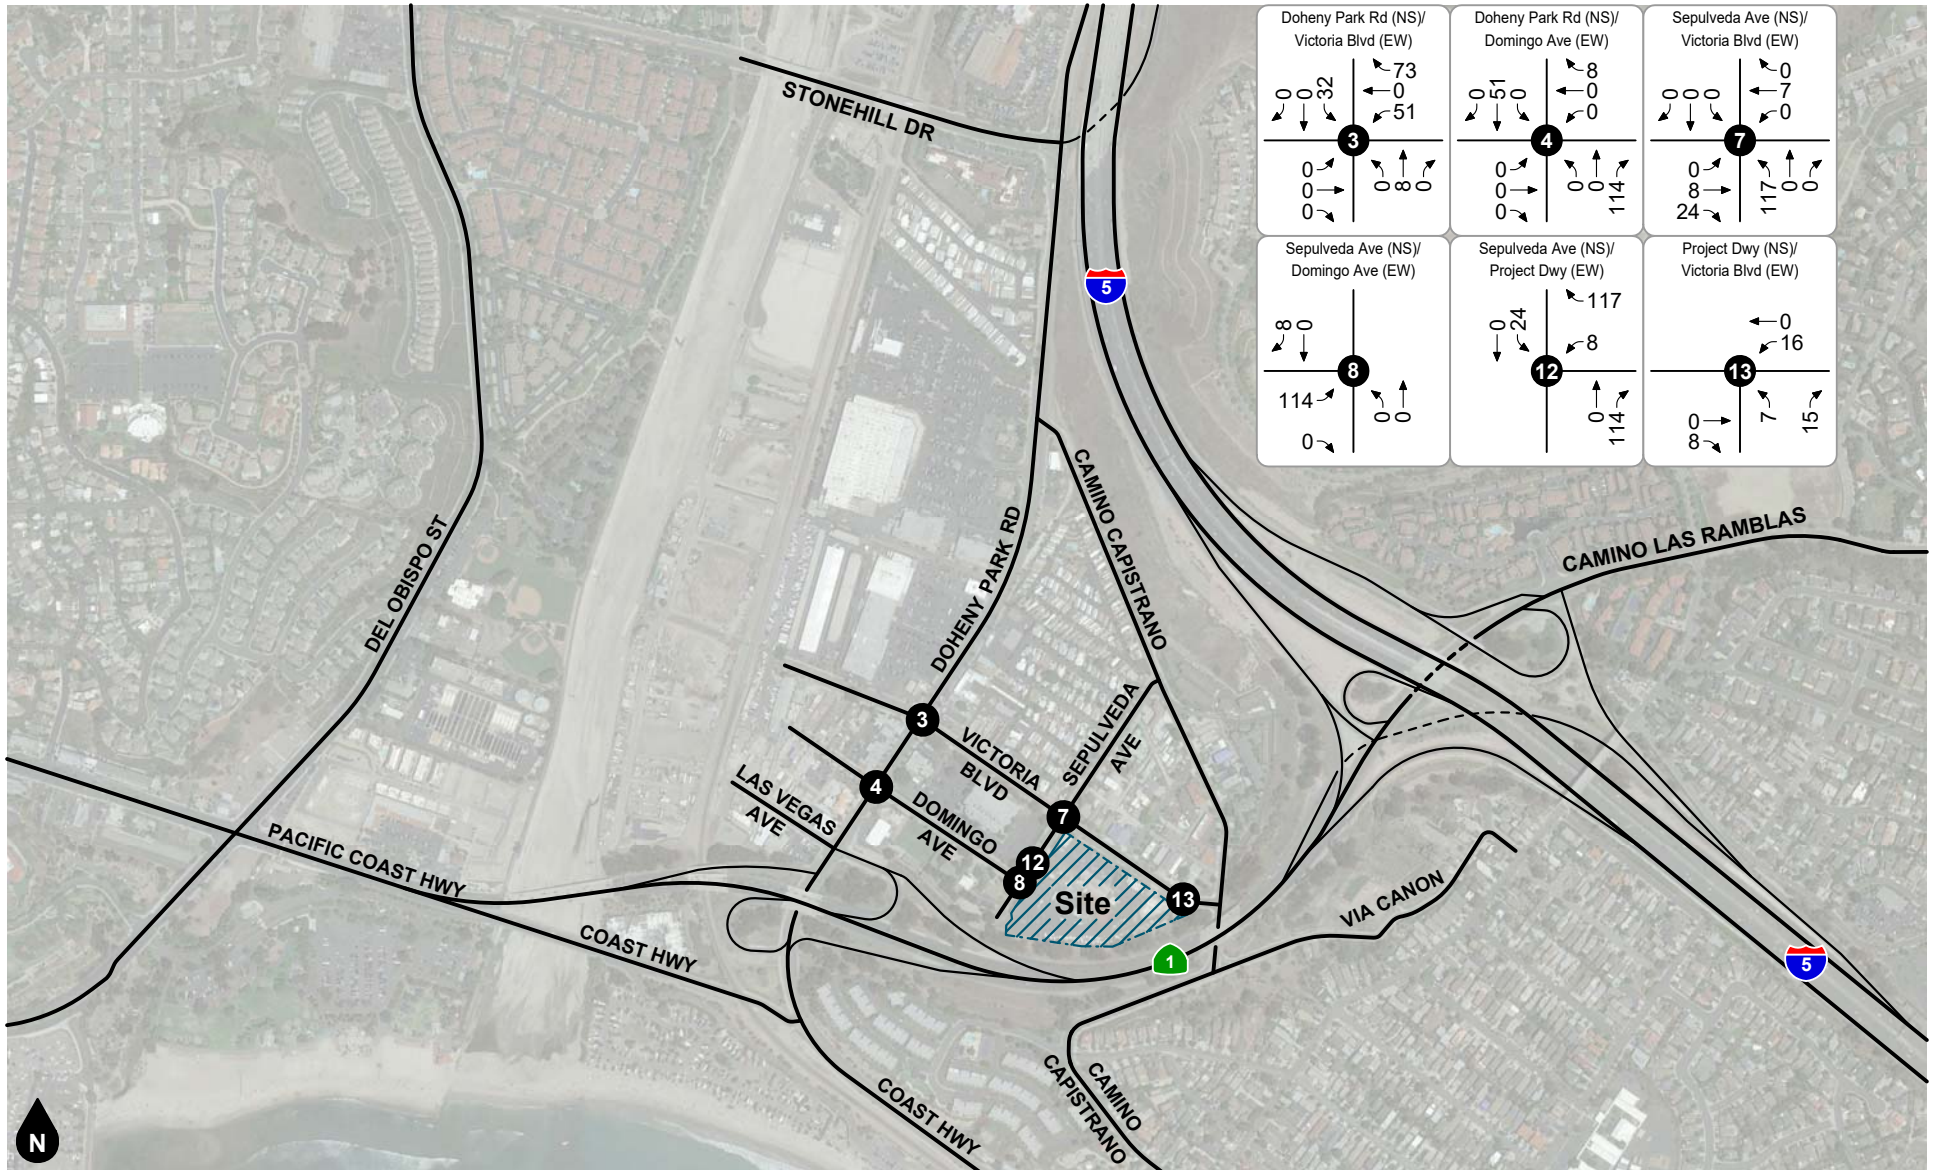 Doheny Park Rd (NS)/
Victoria Blvd (EW)
0 0 32
73
0
51
3
0
0
0
0 8 0
Doheny Park Rd (NS)/
Domingo Ave (EW)
0 51 0
8
0
0
4
0
0
0
0 0 114
Sepulveda Ave (NS)/
Victoria Blvd (EW)
0 0 0
0
7
0
7
0
8
24
117 0 0
Sepulveda Ave (NS)/
Domingo Ave (EW)
8 0
8
114
0
0 0
Sepulveda Ave (NS)/
Project Dwy (EW)
0 24
117
8
12
0 114
Project Dwy (NS)/
Victoria Blvd (EW)
0
16
13
0
8
7 15
STONEHILL DR
5
DEL OBISPO ST
DOHENY PARK RD
CAMINO CAPISTRANO
CAMINO LAS RAMBLAS
3
VICTORIA
BLVD
SEPULVEDA
AVE
4
LAS VEGAS
AVE
DOMINGO
AVE
7
12
8
Site
13
PACIFIC COAST HWY
COAST HWY
VIA CANON
1
5
COAST HWY
CAMINO
CAPISTRANO
N